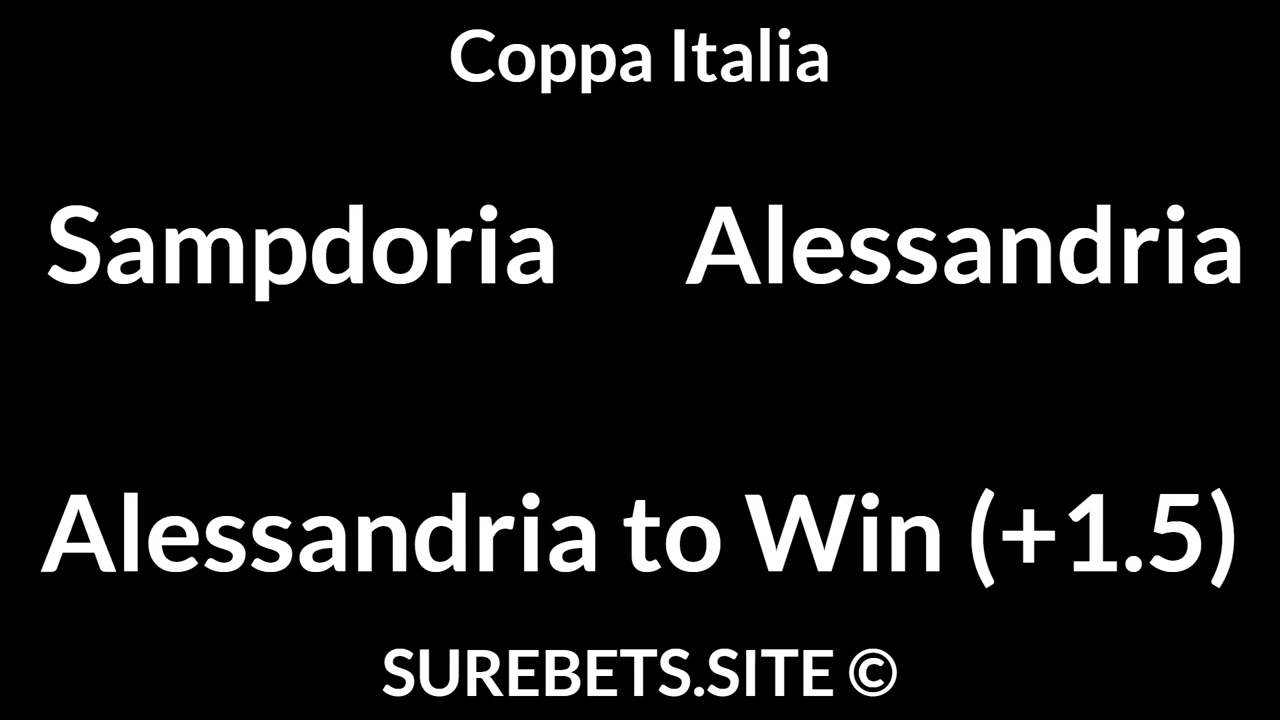 Coppa Italia
Sampdoria Alessandria
Alessandria to Win (+1.5)
SUREBETS.SITE ©